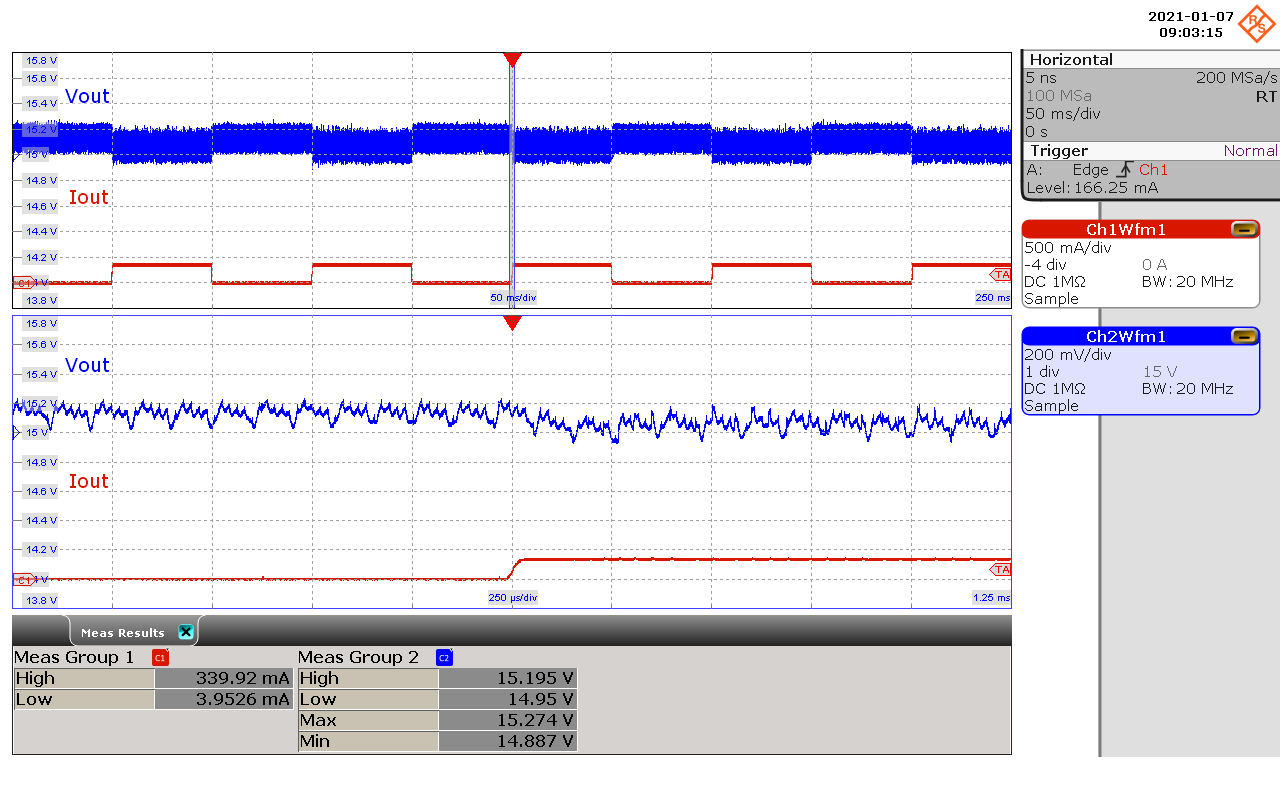 2021-01-07
09:03:15
R&S
15.8 V
15.6 V
15.4 V
15.2 V
15 V
14.8 V
14.6 V
14.4 V
14.2 V
13.8 V
Vout
Iout
C1
TA
50 ms/div
250 ms
15.8 V
15.6 V
15.4 V
15.2 V
15 V
14.8 V
14.6 V
14.4 V
14.2 V
13.8 V
Vout
Iout
C1
TA
250 µs/div
1.25 ms
Horizontal
5 ns 200 MSa/s
100 MSa RT
50 ms/div
0 s
Trigger Normal
A: Edge Ch1
Level: 166.25 mA
Ch1Wfm1
500 mA/div
-4 div 0 A
DC 1MΩ BW: 20 MHz
Sample
Ch2Wfm1
200 mV/div
1 div 15 V
DC 1MΩ BW: 20 MHz
Sample
Meas Results
Meas Group 1 C1
High 339.92 mA
Low 3.9526 mA
Meas Group 2 C2
High 15.195 V
Low 14.95 V
Max 15.274 V
Min 14.887 V